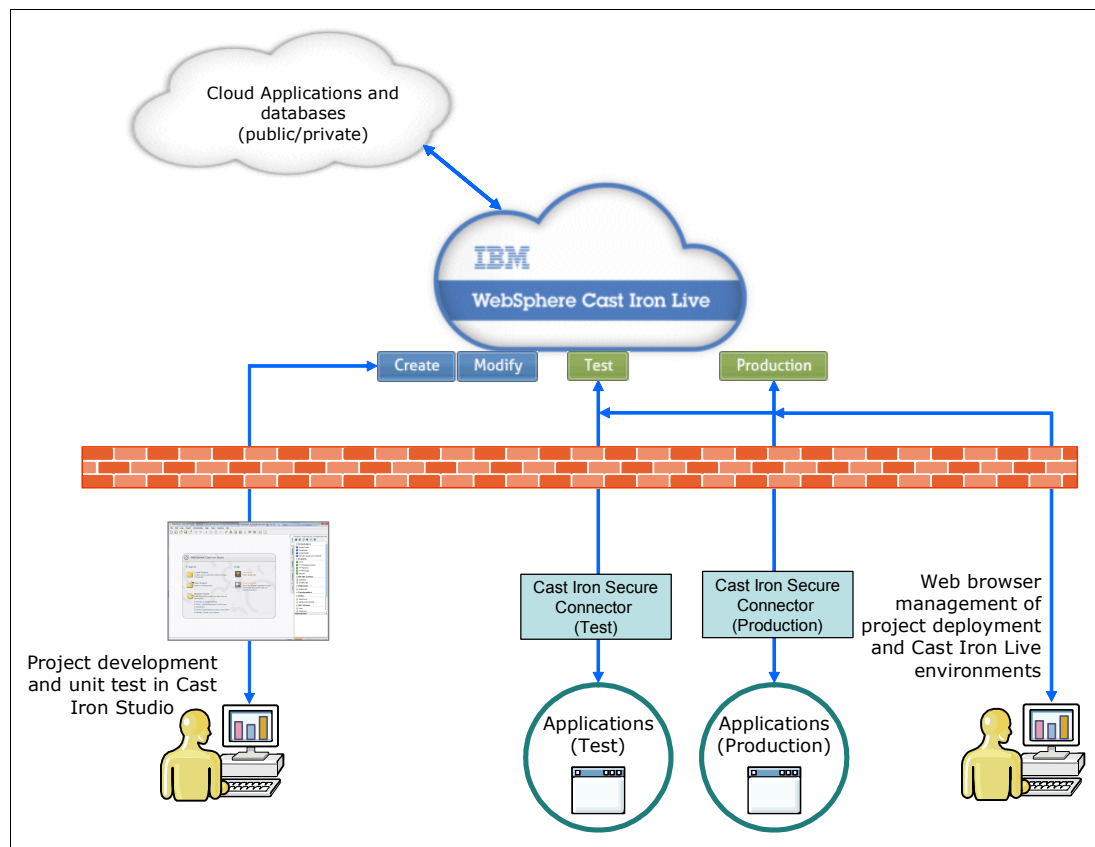 Cloud Applications and
databases
(public/private)
IBM
WebSphere Cast Iron Live
Create
Modify
Test
Production
Cast Iron Secure
Connector
(Test)
Cast Iron Secure
Connector
(Production)
Web browser
management of
project deployment
and Cast Iron Live
environments
Project development
and unit test in Cast
Iron Studio
Applications
(Test)
Applications
(Production)